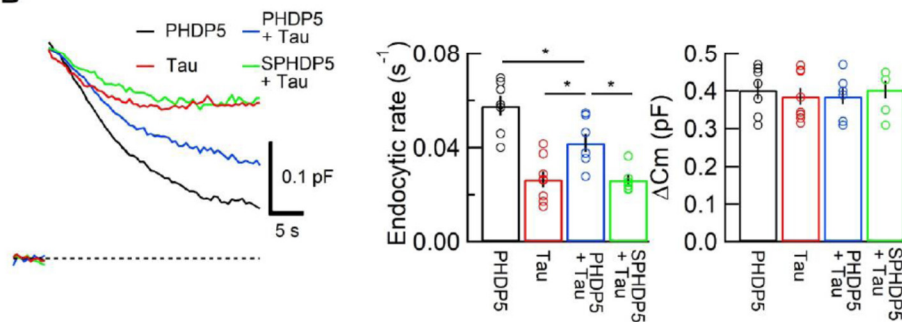 PHDP5
Tau
PHDP5
+ Tau
SPHDP5
+ Tau
0.1 pF
5 s
Endocytic rate (s-1)
0.08
0.04
0.00
*
*
*
PHDP5
Tau
PHDP5
+ Tau
SPHDP5
+ Tau
ΔCm (pF)
0.5
0.4
0.3
0.2
0.1
0.0
PHDP5
Tau
PHDP5
+ Tau
SPHDP5
+ Tau